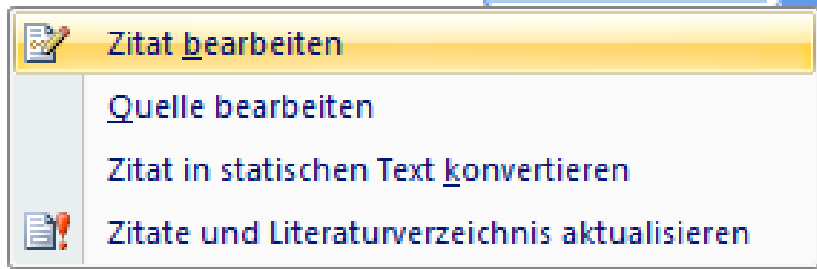 Zitat bearbeiten
Quelle bearbeiten
Zitat in statischen Text konvertieren
Zitate und Literaturverzeichnis aktualisieren